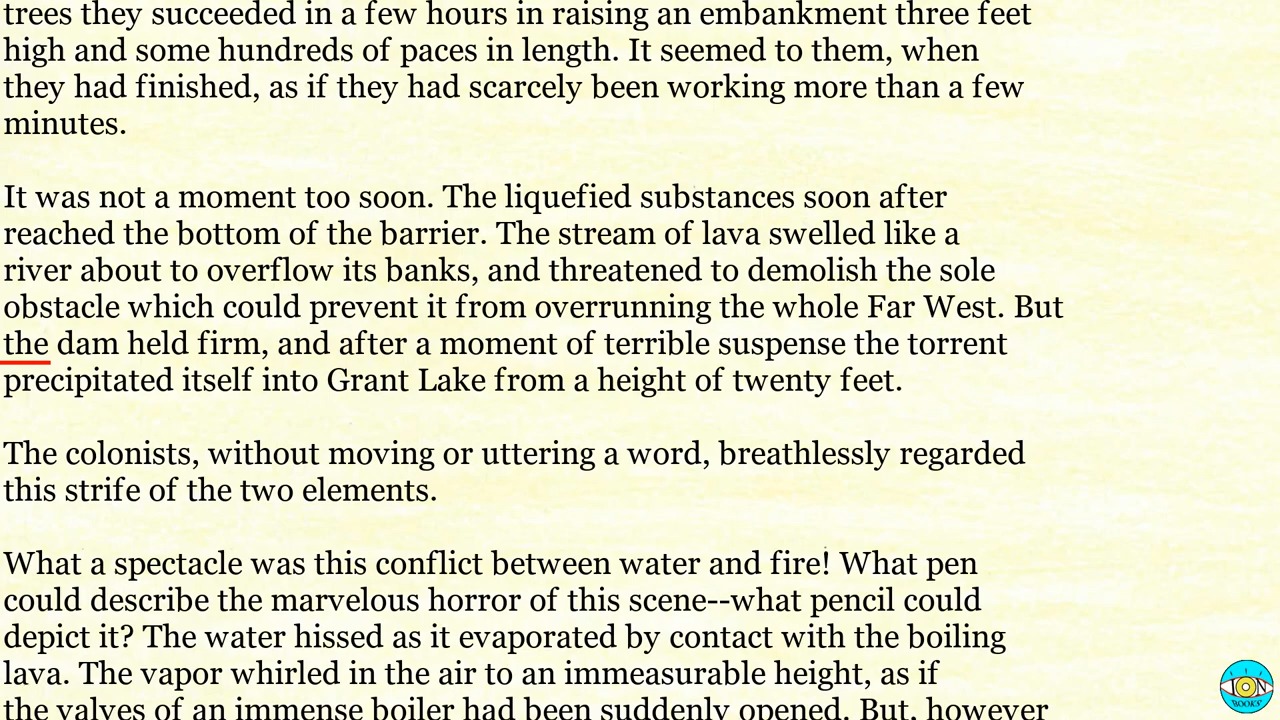 trees they succeeded in a few hours in raising an embankment three feet
high and some hundreds of paces in length. It seemed to them, when
they had finished, as if they had scarcely been working more than a few
minutes.
It was not a moment too soon. The liquefied substances soon after
reached the bottom of the barrier. The stream of lava swelled like a
river about to overflow its banks, and threatened to demolish the sole
obstacle which could prevent it from overrunning the whole Far West. But
the dam held firm, and after a moment of terrible suspense the torrent
precipitated itself into Grant Lake from a height of twenty feet.
The colonists, without moving or uttering a word, breathlessly regarded
this strife of the two elements.
What a spectacle was this conflict between water and fire! What pen
could describe the marvelous horror of this scene--what pencil could
depict it? The water hissed as it evaporated by contact with the boiling
lava. The vapor whirled in the air to an immeasurable height, as if
the valves of an immense boiler had been suddenly opened. But, however
ION
BOOKS